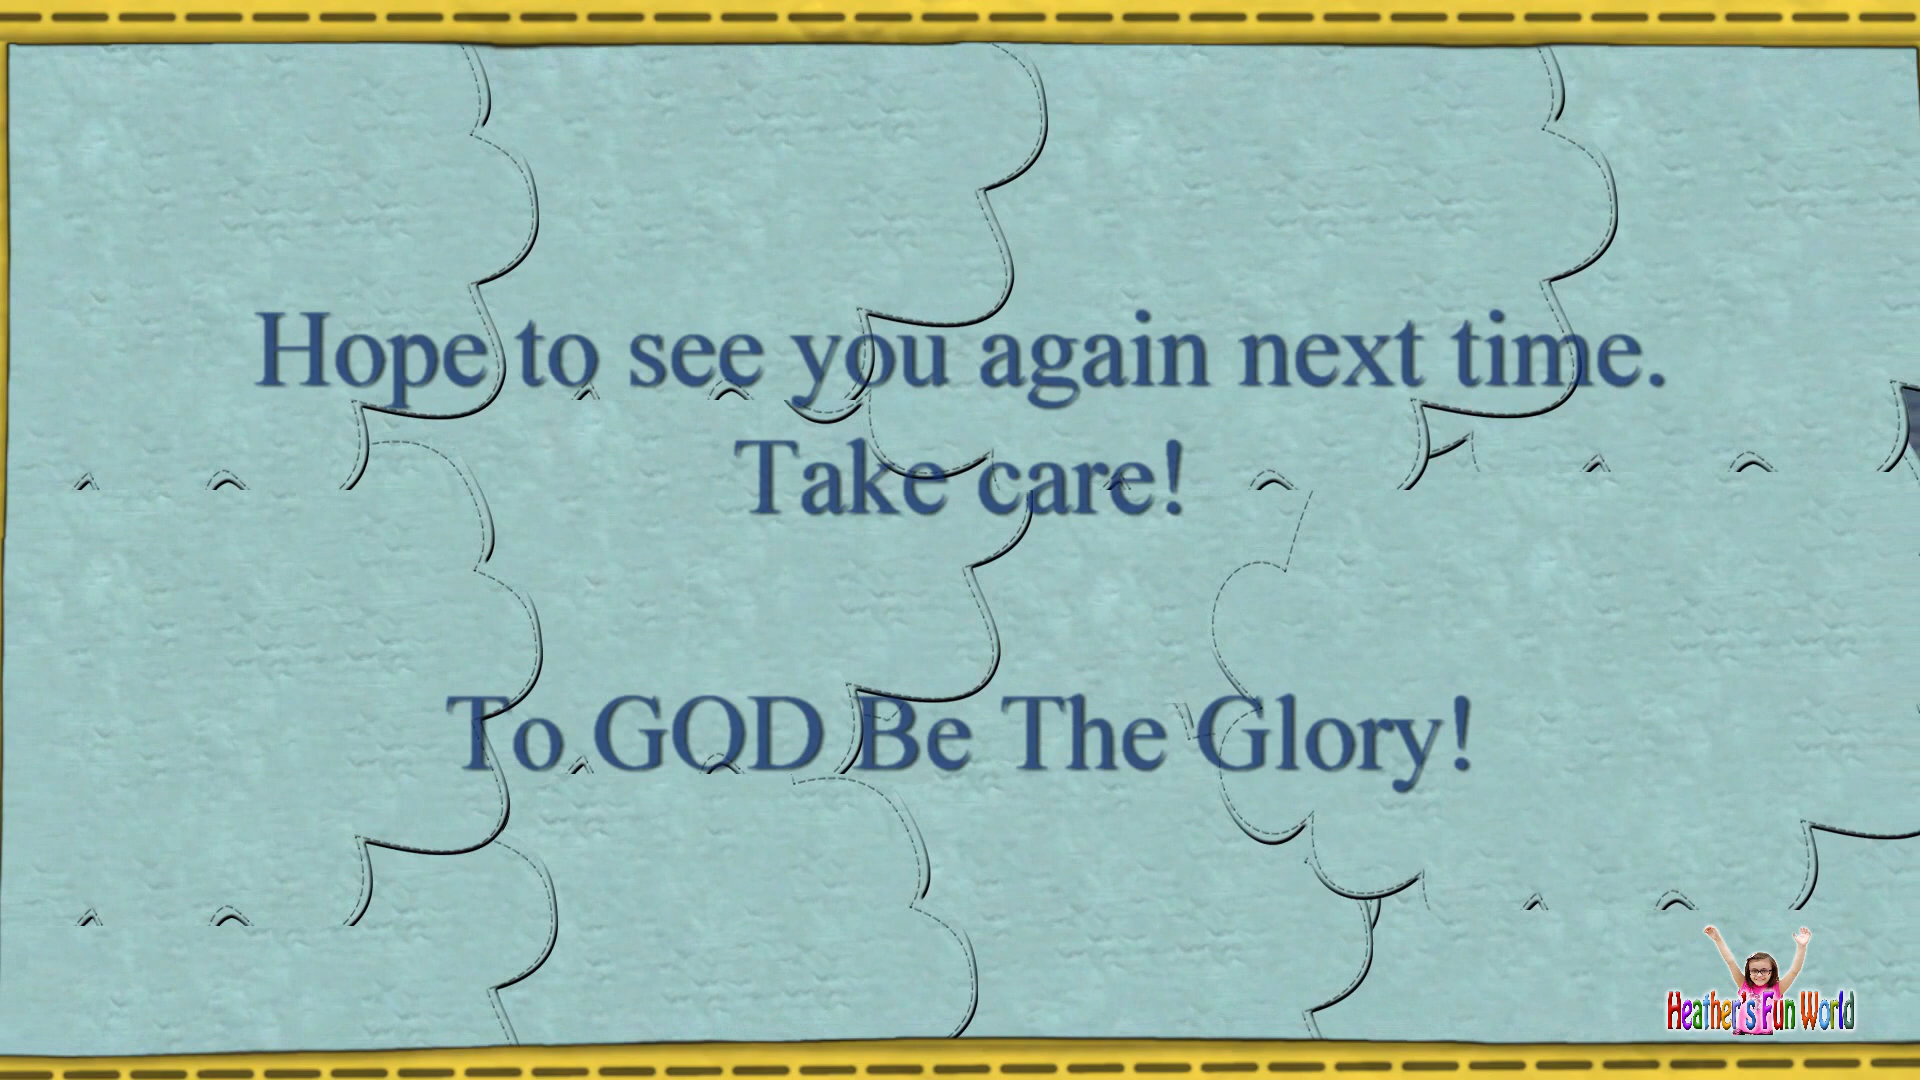 Hope to see you again next time.
Take care!
To GOD Be The Glory!
Heather's Fun World